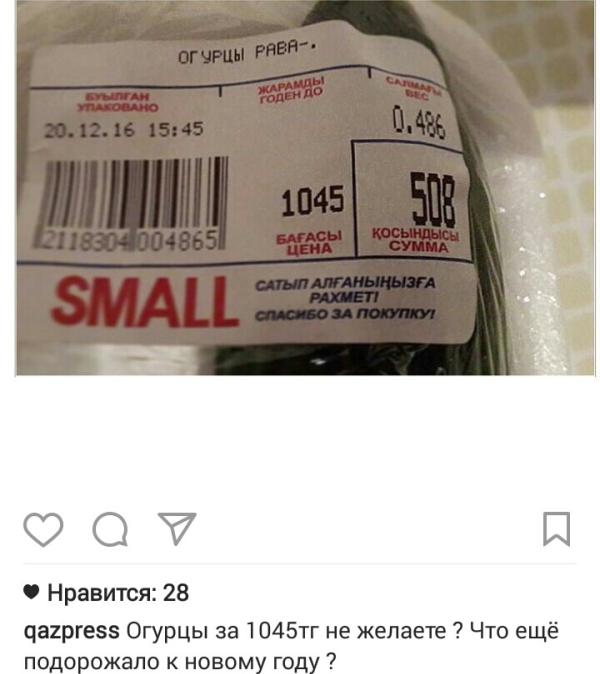 ОГУРЦЫ РАВА-.
БУЫЛҒАН
УПАКОВАНО
ЖАРАМДЫ
ГОДЕН ДО
САЛМАҒЫ
ВЕС
20.12.16 15:45
0.486
2118304004865
1045
508
БАҒАСЫ
ЦЕНА
ҚОСЫНДЫСЫ
СУММА
SMALL
САТЫП АЛҒАНЫҢЫЗҒА
РАХМЕТ!
СПАСИБО ЗА ПОКУПКУ!
Нравится: 28
qazpress Огурцы за 1045тг не желаете ? Что ещё
подорожало к новому году ?